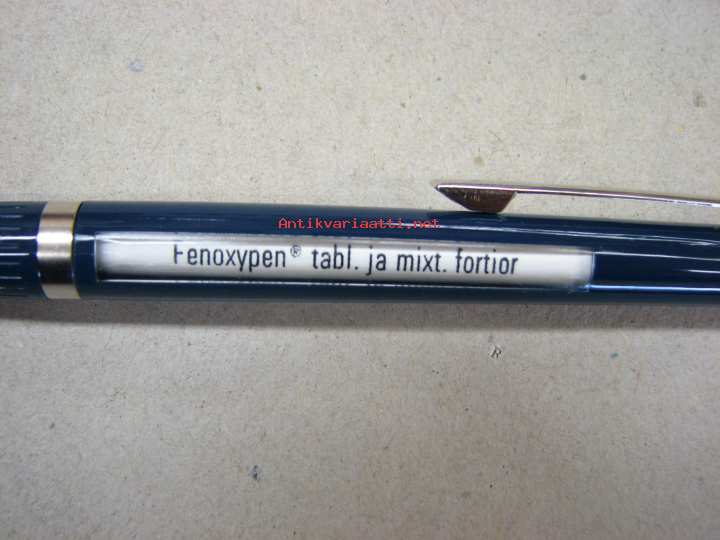 Antikvariaatti.net
Fenoxypen® tabl. ja mixt. fortior